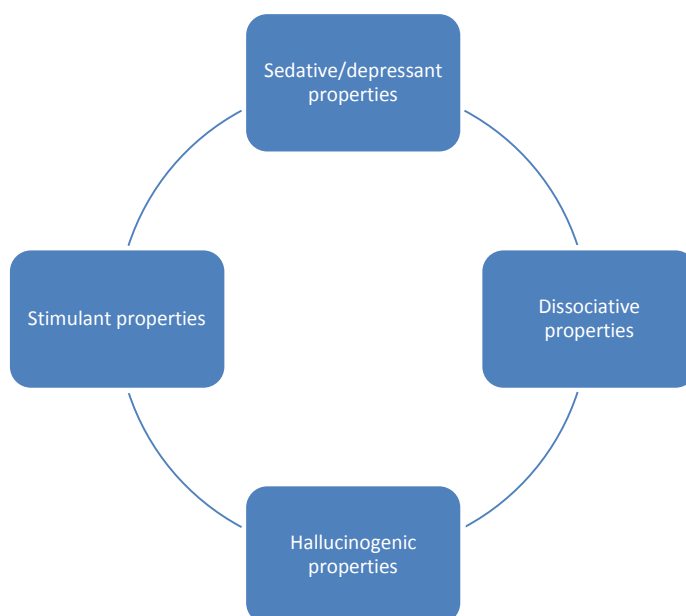 Sedative/depressant
properties
Stimulant properties
Dissociative
properties
Hallucinogenic
properties